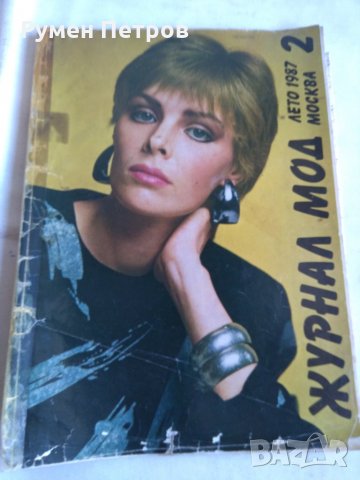 Румен Петров
2
ЛЕТО 1987
МОСКВА
ЖУРНАЛ МОД
BAZAR